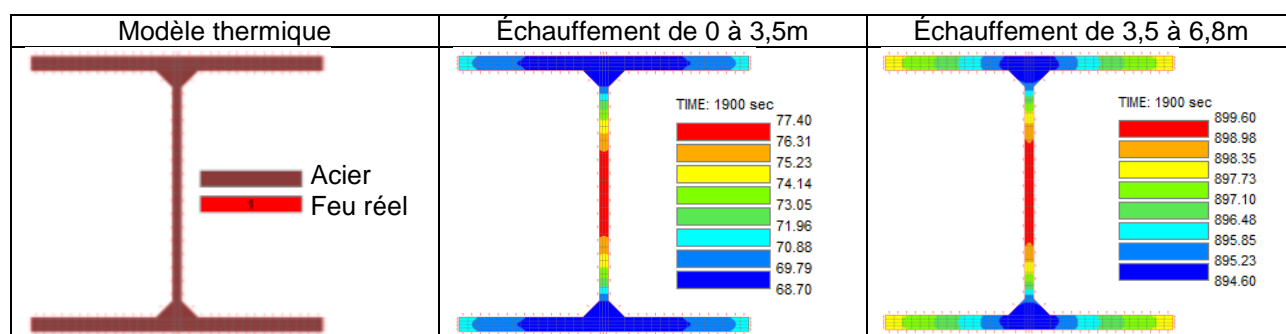 Modèle thermique
Échauffement de 0 à 3,5m
Échauffement de 3,5 à 6,8m
Acier
1
Feu réel
TIME: 1900 sec
77.40
76.31
75.23
74.14
73.05
71.96
70.88
69.79
68.70
TIME: 1900 sec
899.60
898.98
898.35
897.73
897.10
896.48
895.85
895.23
894.60